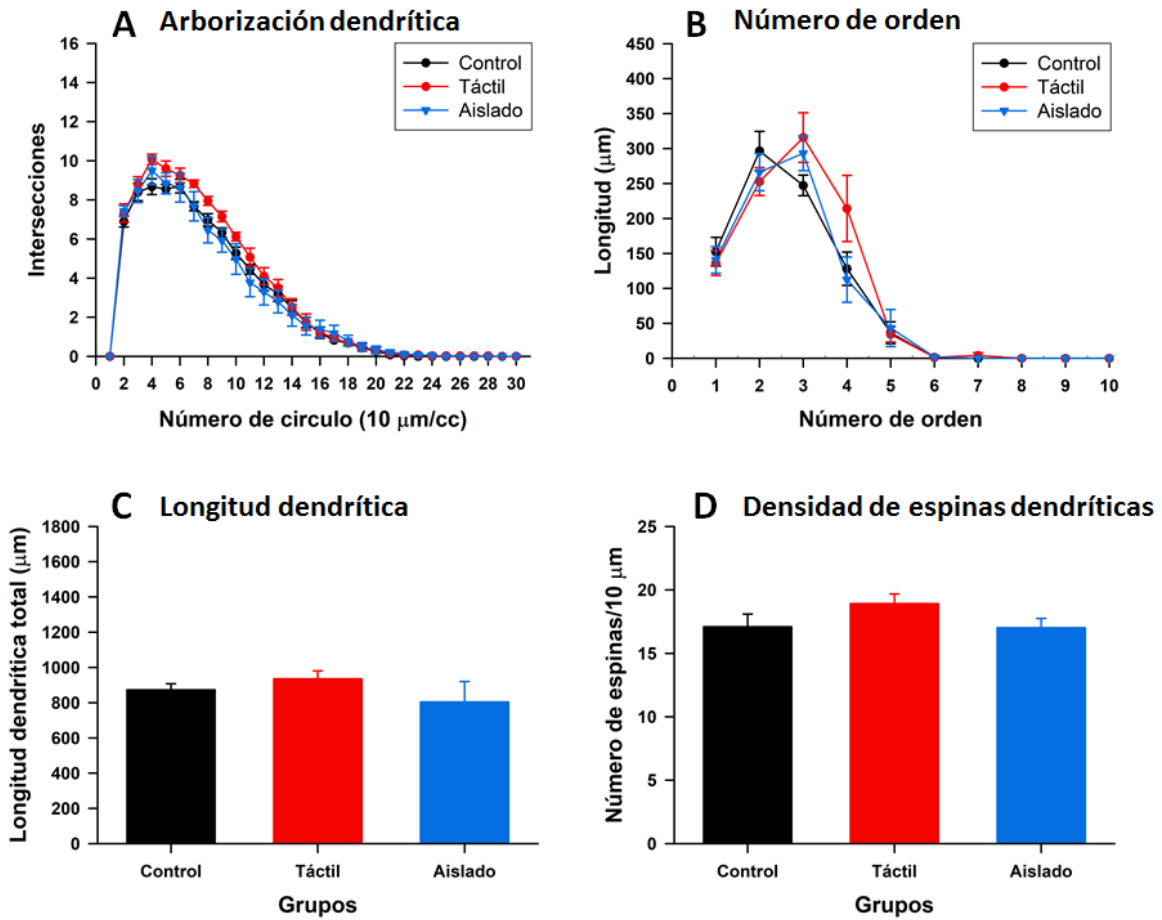 A Arborización dendrítica
16
14
12
10
8
6
4
2
0
Intersecciones
Control
Táctil
Aislado
0 2 4 6 8 10 12 14 16 18 20 22 24 26 28 30
Número de circulo (10 μm/cc)
B Número de orden
450
400
350
300
250
200
150
100
50
0
Longitud (μm)
Control
Táctil
Aislado
0 1 2 3 4 5 6 7 8 9 10
Número de orden
C Longitud dendrítica
1800
1600
1400
1200
1000
800
600
400
200
0
Longitud dendrítica total (μm)
Control Táctil Aislado
Grupos
D Densidad de espinas dendríticas
25
20
15
10
5
0
Número de espinas/10 μm
Control Táctil Aislado
Grupos